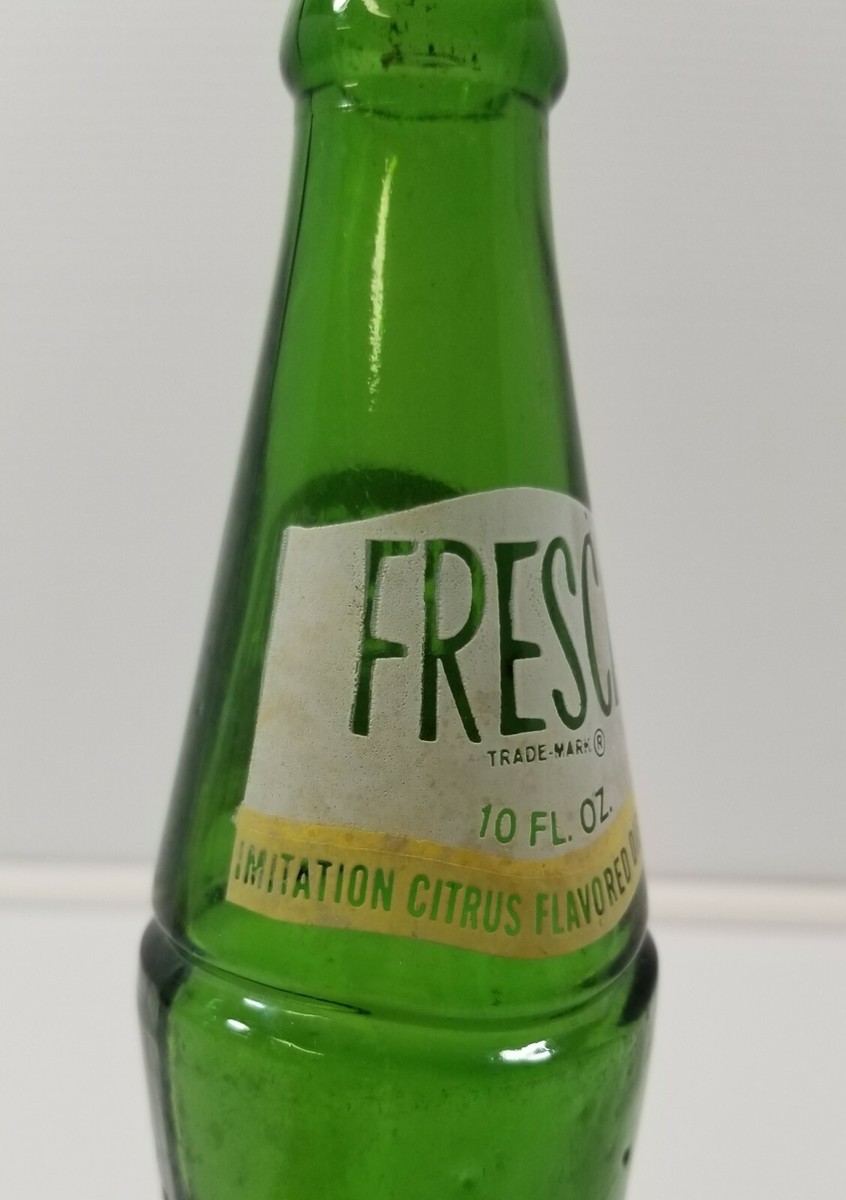 FRESC
TRADE-MARK ®
10 FL. OZ.
IMITATION CITRUS FLAVORED